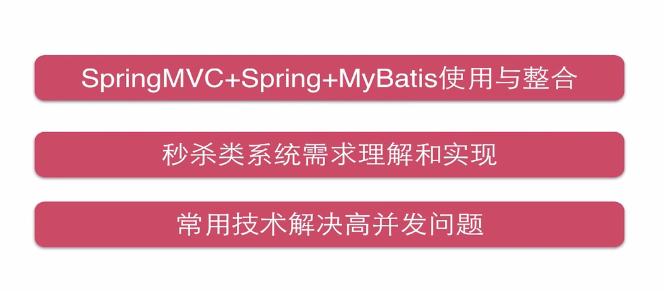 SpringMVC+Spring+MyBatis使用与整合
秒杀类系统需求理解和实现
常用技术解决高并发问题